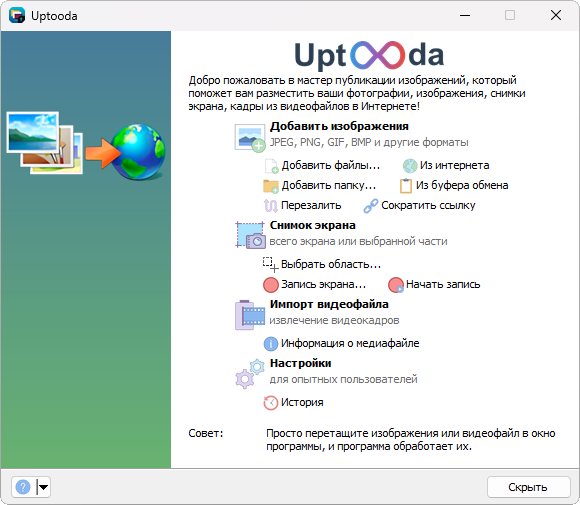 Uptooda
Uptooda
Добро пожаловать в мастер публикации изображений, который
поможет вам разместить ваши фотографии, изображения, снимки
экрана, кадры из видеофайлов в Интернете!
Добавить изображения
JPEG, PNG, GIF, BMP и другие форматы
Добавить файлы... Из интернета
Добавить папку... Из буфера обмена
Перезалить Сократить ссылку
Снимок экрана
всего экрана или выбранной части
Выбрать область...
Запись экрана... Начать запись
Импорт видеофайла
извлечение видеокадров
Информация о медиафайле
Настройки
для опытных пользователей
История
Совет: Просто перетащите изображения или видеофайл в окно
программы, и программа обработает их.
?
Скрыть